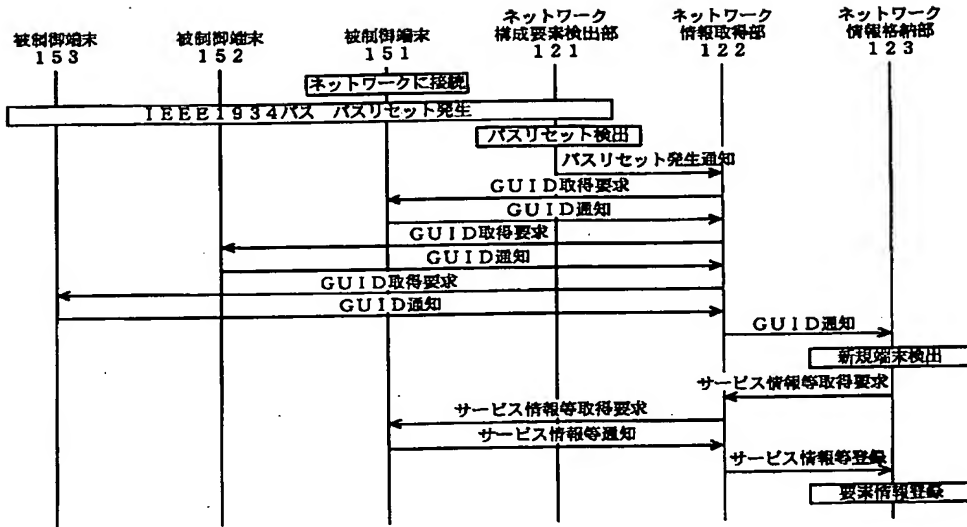 被制御端末
153
被制御端末
152
被制御端末
151
ネットワーク
構成要素検出部
121
ネットワーク
情報取得部
122
ネットワーク
情報格納部
123
ネットワークに接続
IEEE1934バス バスリセット発生
バスリセット検出
バスリセット発生通知
GUID取得要求
GUID通知
GUID取得要求
GUID通知
GUID取得要求
GUID通知
GUID通知
新規端末検出
サービス情報等取得要求
サービス情報等取得要求
サービス情報等通知
サービス情報等登録
要素情報登録